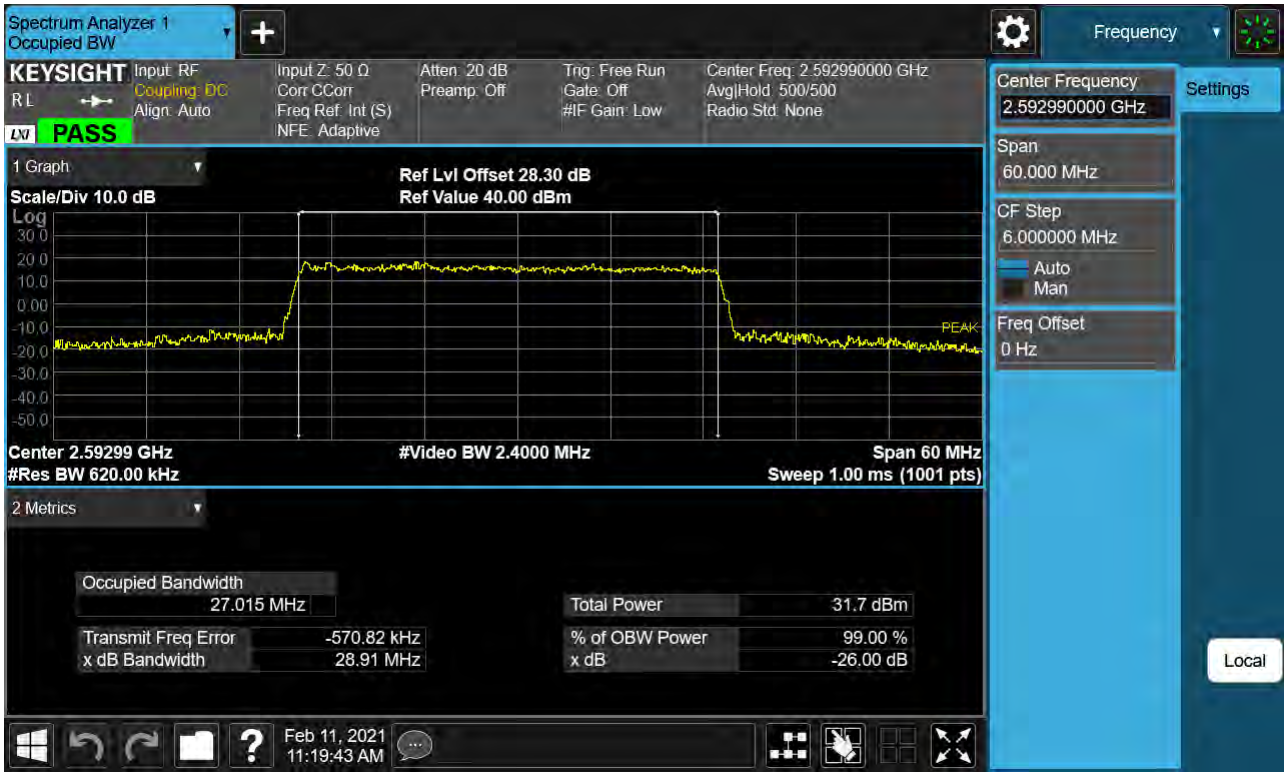 Spectrum Analyzer 1
Occupied BW
Frequency
KEYSIGHT
RL
LXI
PASS
Input: RF
Coupling: DC
Align: Auto
Input Z: 50 Ω
Corr CCorr
Freq Ref: Int (S)
NFE: Adaptive
Atten: 20 dB
Preamp: Off
Trig: Free Run
Gate: Off
#IF Gain: Low
Center Freq: 2.592990000 GHz
Avg|Hold: 500/500
Radio Std: None
Center Frequency
2.592990000 GHz
Settings
Span
60.000 MHz
CF Step
6.000000 MHz
Auto
Man
Freq Offset
0 Hz
Local
1 Graph
Scale/Div 10.0 dB
Ref Lvl Offset 28.30 dB
Ref Value 40.00 dBm
Log
30.0
20.0
10.0
0.00
-10.0
-20.0
-30.0
-40.0
-50.0
PEAK
Center 2.59299 GHz
#Video BW 2.4000 MHz
Span 60 MHz
#Res BW 620.00 kHz
Sweep 1.00 ms (1001 pts)
2 Metrics
Occupied Bandwidth
27.015 MHz
Total Power 31.7 dBm
Transmit Freq Error -570.82 kHz
% of OBW Power 99.00 %
x dB Bandwidth 28.91 MHz
x dB -26.00 dB
Feb 11, 2021
11:19:43 AM